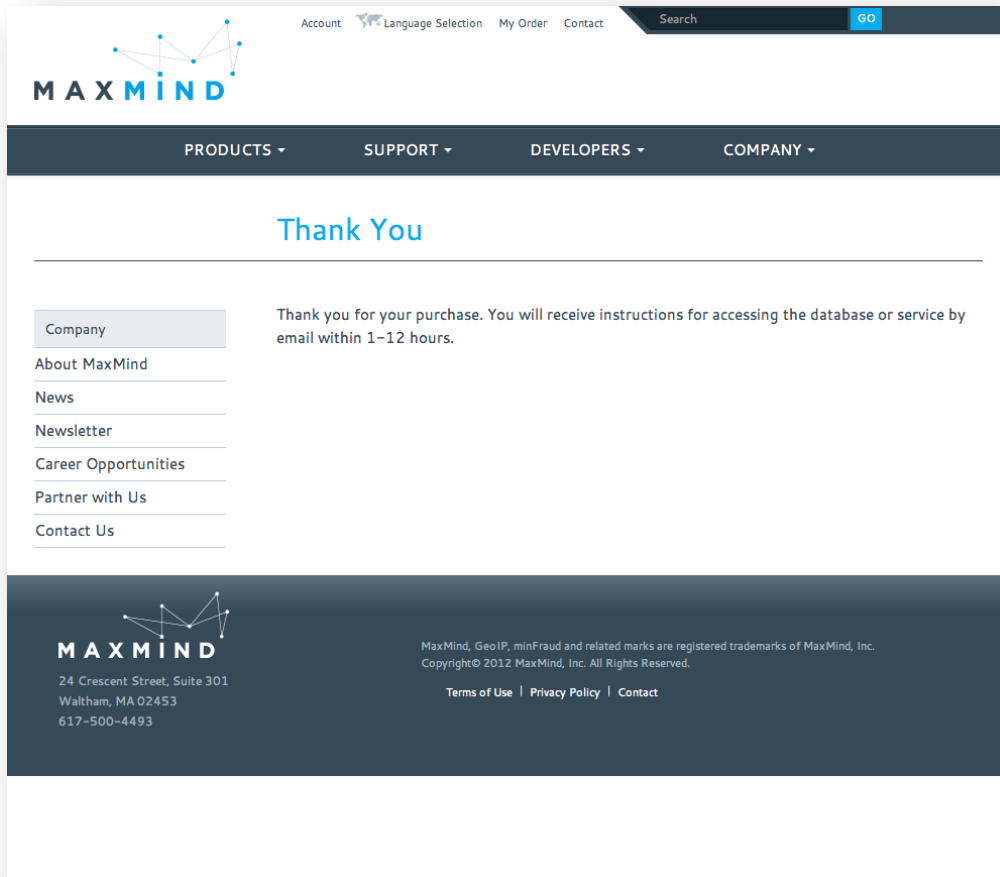 Account Language Selection My Order Contact Search GO
MAXMIND
PRODUCTS SUPPORT DEVELOPERS COMPANY
Thank You
Company
About MaxMind
News
Newsletter
Career Opportunities
Partner with Us
Contact Us
Thank you for your purchase. You will receive instructions for accessing the database or service by
email within 1-12 hours.
MAXMIND
24 Crescent Street, Suite 301
Waltham, MA 02453
617-500-4493
MaxMind, GeoIP, minFraud and related marks are registered trademarks of MaxMind, Inc.
Copyright© 2012 MaxMind, Inc. All Rights Reserved.
Terms of Use | Privacy Policy | Contact